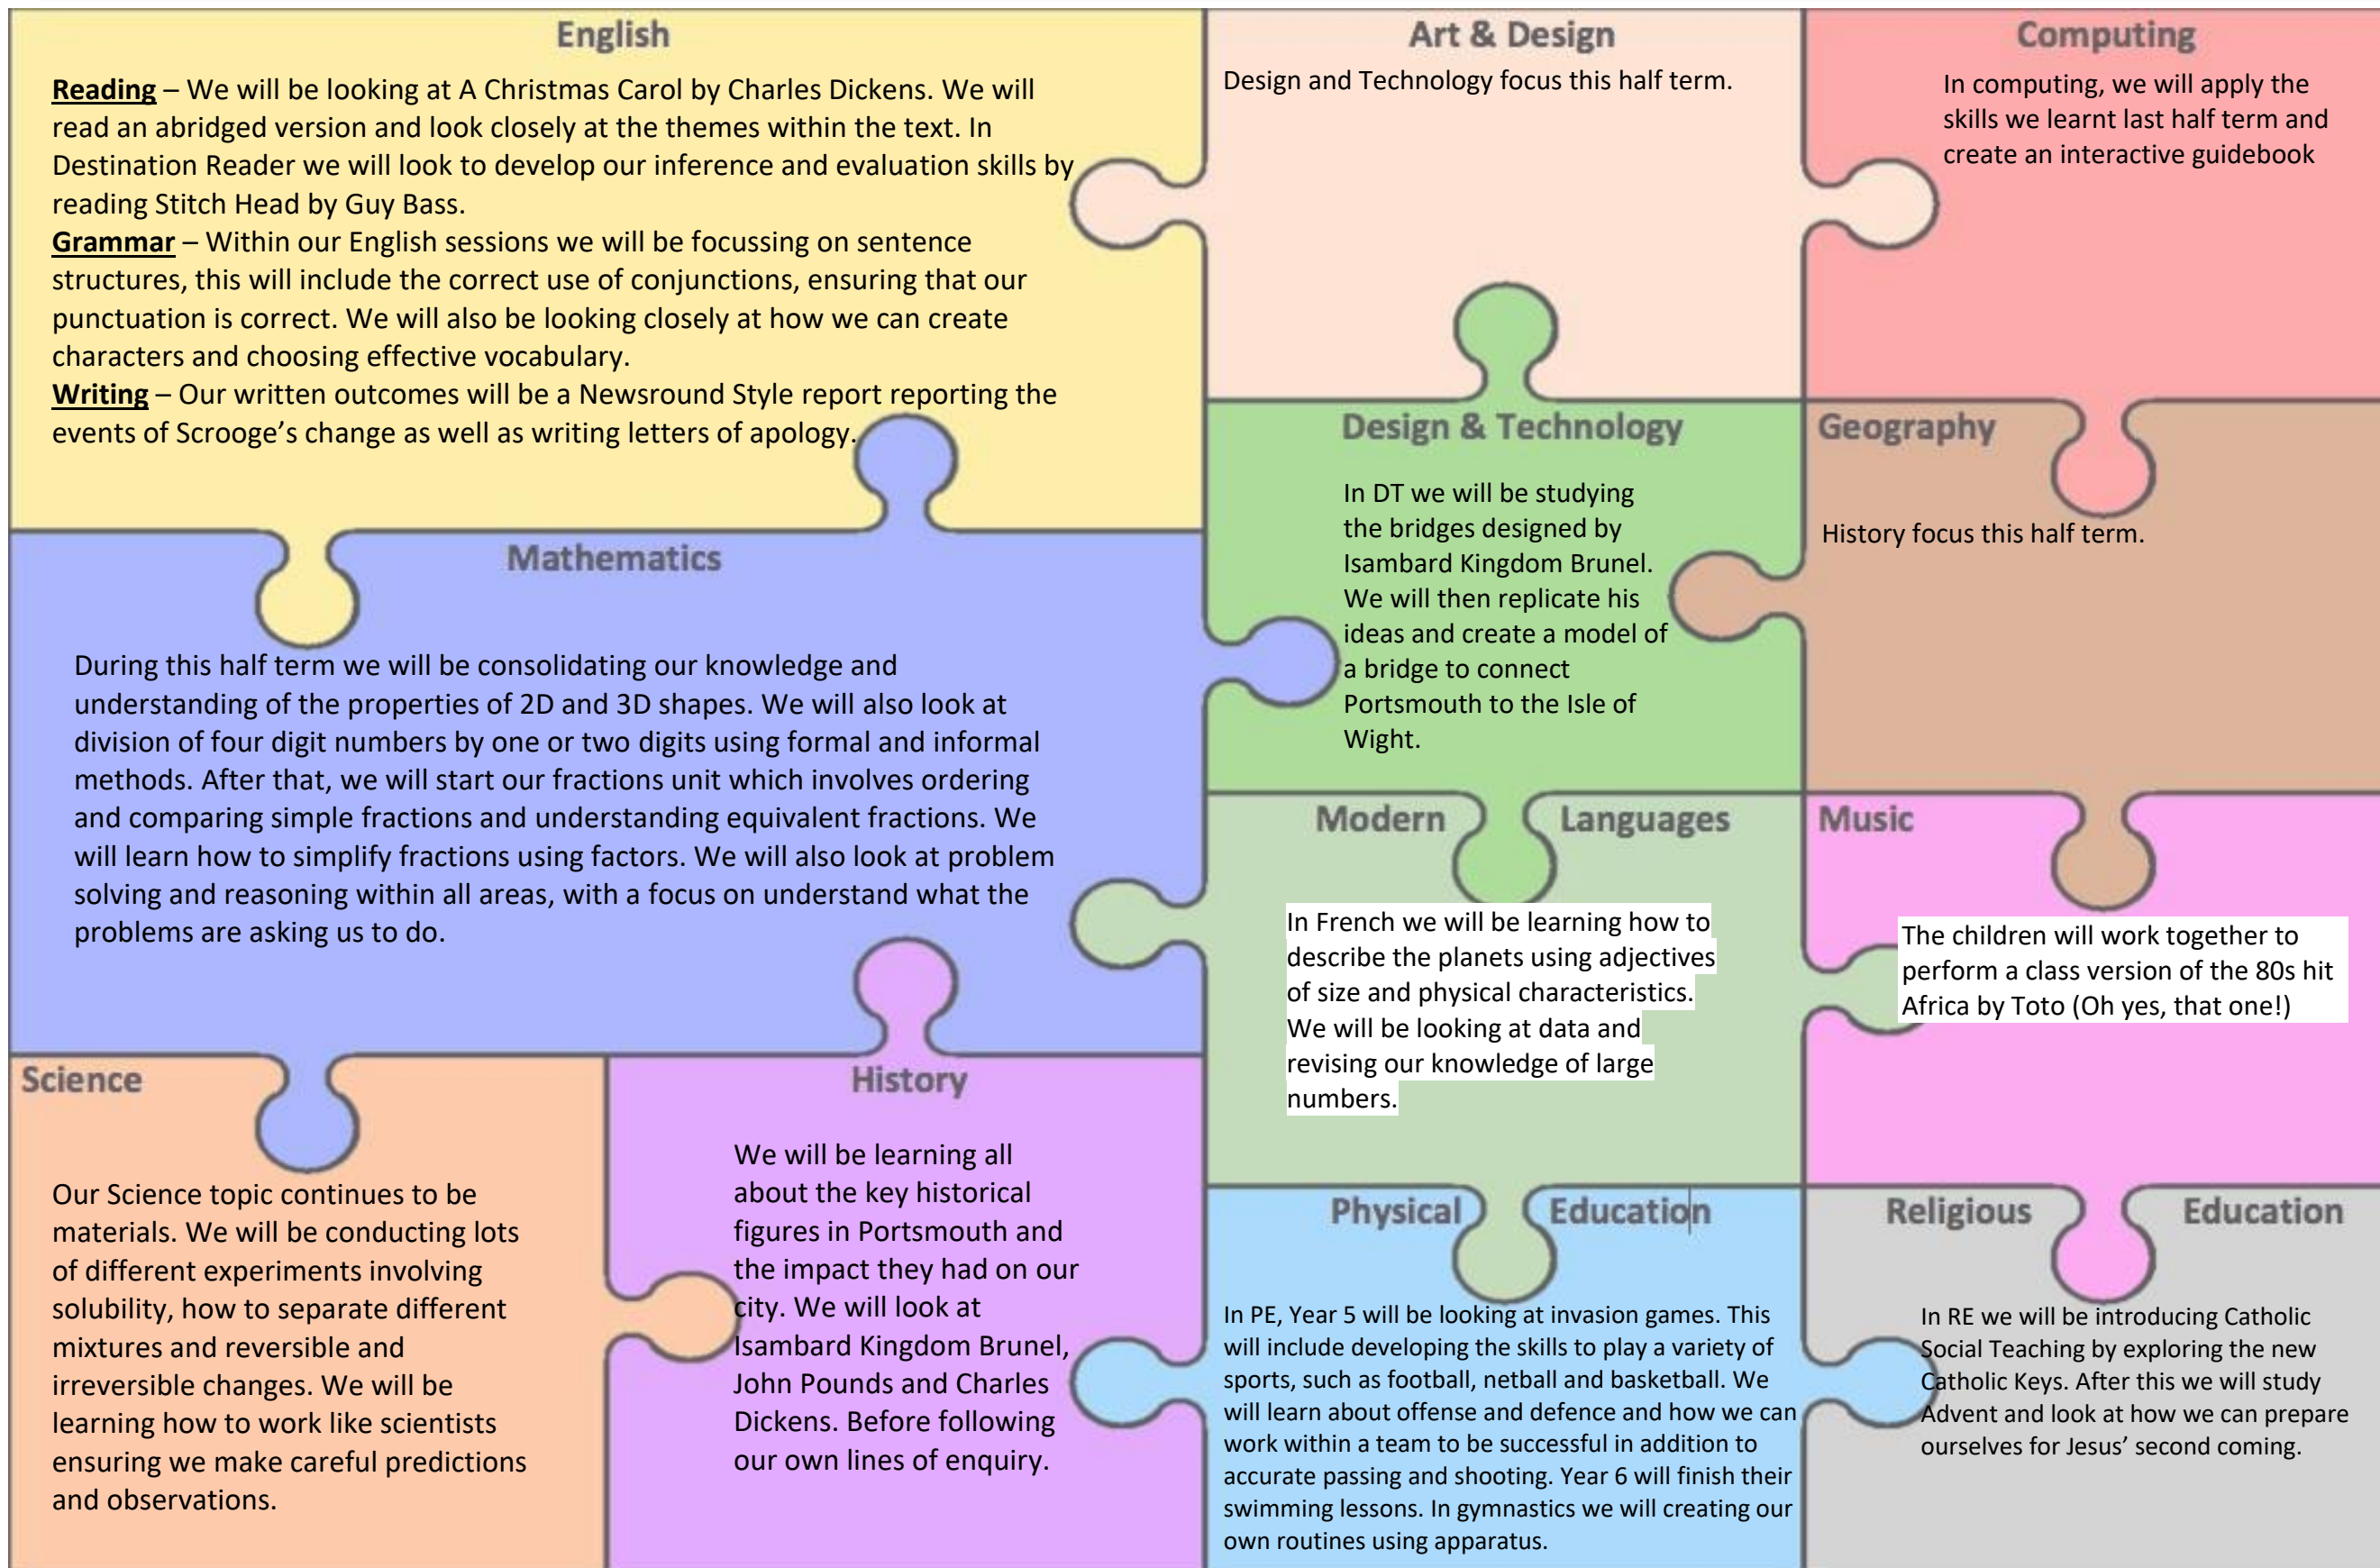 English
Reading – We will be looking at A Christmas Carol by Charles Dickens. We will
read an abridged version and look closely at the themes within the text. In
Destination Reader we will look to develop our inference and evaluation skills by
reading Stitch Head by Guy Bass.
Grammar – Within our English sessions we will be focussing on sentence
structures, this will include the correct use of conjunctions, ensuring that our
punctuation is correct. We will also be looking closely at how we can create
characters and choosing effective vocabulary.
Writing – Our written outcomes will be a Newsround Style report reporting the
events of Scrooge’s change as well as writing letters of apology.
Art & Design
Design and Technology focus this half term.
Computing
In computing, we will apply the
skills we learnt last half term and
create an interactive guidebook
Mathematics
During this half term we will be consolidating our knowledge and
understanding of the properties of 2D and 3D shapes. We will also look at
division of four digit numbers by one or two digits using formal and informal
methods. After that, we will start our fractions unit which involves ordering
and comparing simple fractions and understanding equivalent fractions. We
will learn how to simplify fractions using factors. We will also look at problem
solving and reasoning within all areas, with a focus on understand what the
problems are asking us to do.
Design & Technology
In DT we will be studying
the bridges designed by
Isambard Kingdom Brunel.
We will then replicate his
ideas and create a model of
a bridge to connect
Portsmouth to the Isle of
Wight.
Geography
History focus this half term.
Modern Languages
In French we will be learning how to
describe the planets using adjectives
of size and physical characteristics.
We will be looking at data and
revising our knowledge of large
numbers.
Music
The children will work together to
perform a class version of the 80s hit
Africa by Toto (Oh yes, that one!)
Science
Our Science topic continues to be
materials. We will be conducting lots
of different experiments involving
solubility, how to separate different
mixtures and reversible and
irreversible changes. We will be
learning how to work like scientists
ensuring we make careful predictions
and observations.
History
We will be learning all
about the key historical
figures in Portsmouth and
the impact they had on our
city. We will look at
Isambard Kingdom Brunel,
John Pounds and Charles
Dickens. Before following
our own lines of enquiry.
Physical Education
In PE, Year 5 will be looking at invasion games. This
will include developing the skills to play a variety of
sports, such as football, netball and basketball. We
will learn about offense and defence and how we can
work within a team to be successful in addition to
accurate passing and shooting. Year 6 will finish their
swimming lessons. In gymnastics we will creating our
own routines using apparatus.
Religious Education
In RE we will be introducing Catholic
Social Teaching by exploring the new
Catholic Keys. After this we will study
Advent and look at how we can prepare
ourselves for Jesus’ second coming.